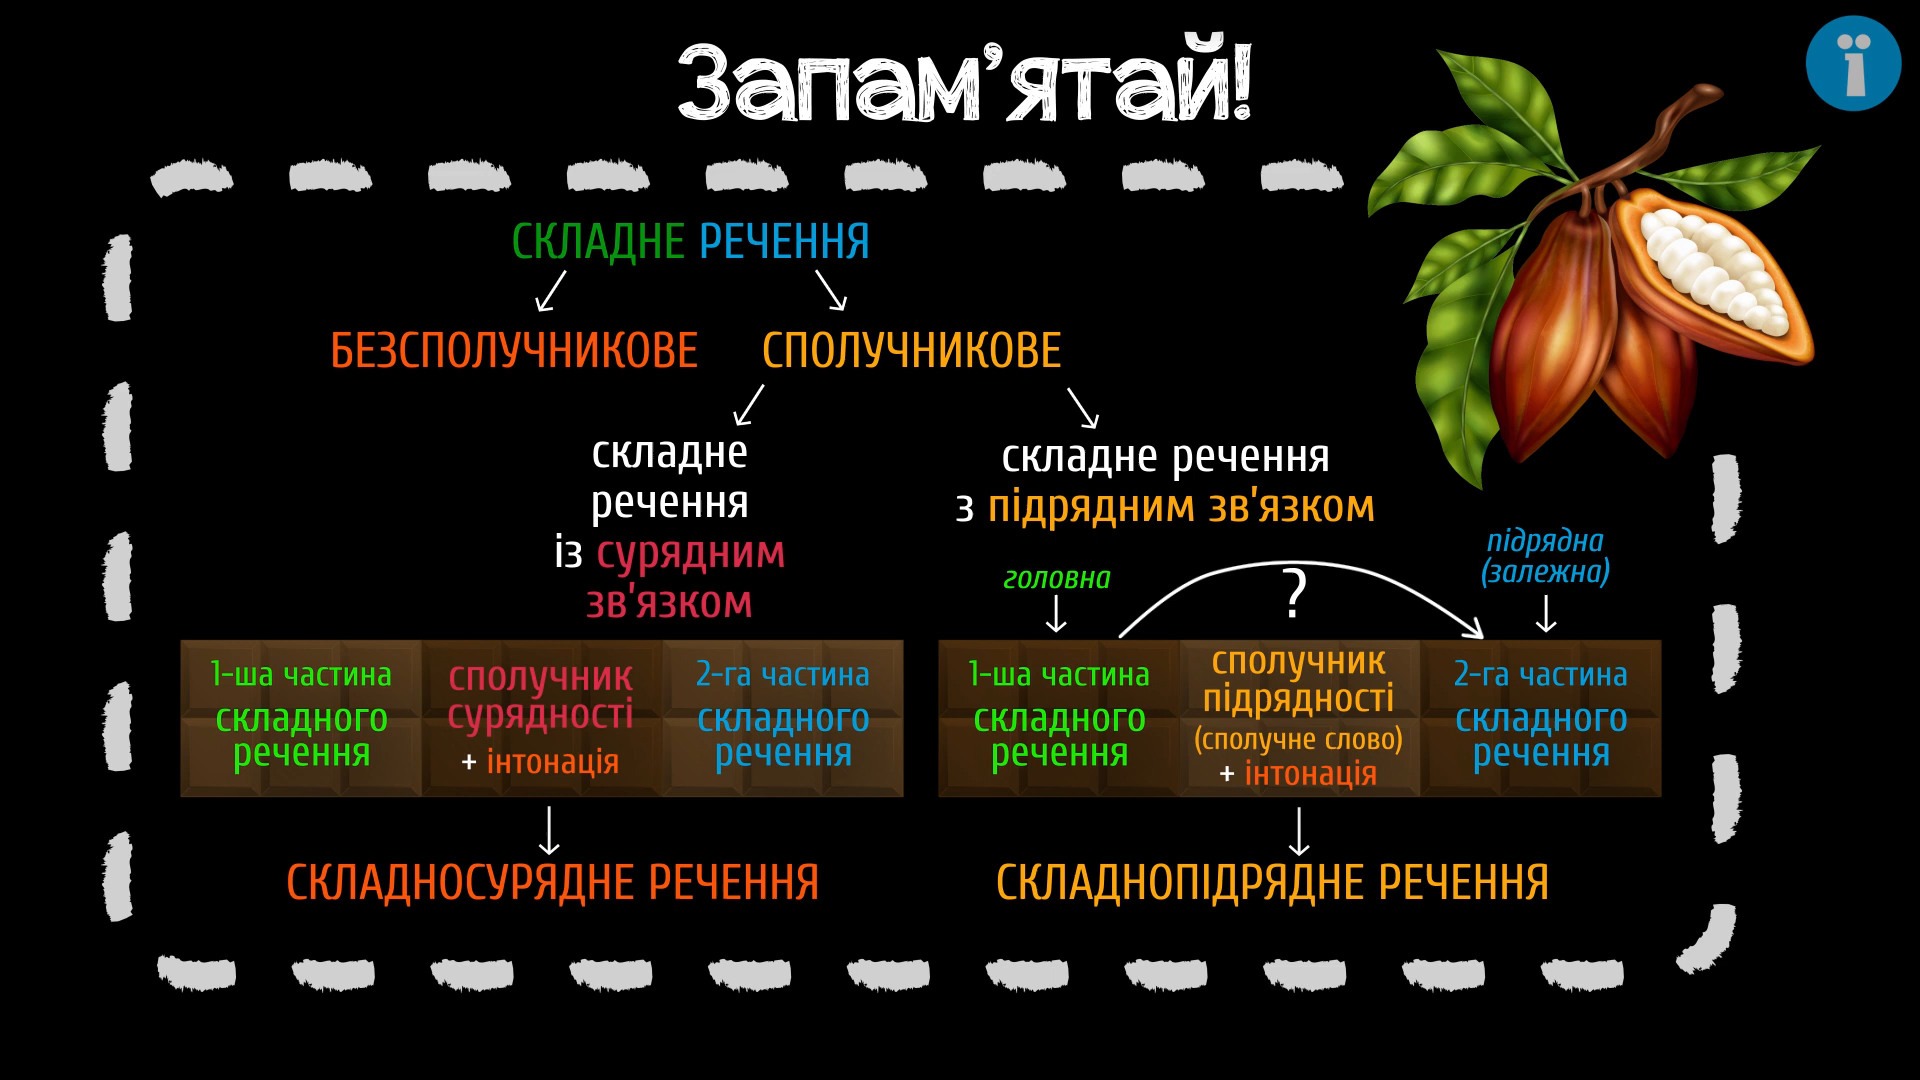 Запам’ятай!
ї
СКЛАДНЕ РЕЧЕННЯ
БЕЗСПОЛУЧНИКОВЕ
СПОЛУЧНИКОВЕ
складне
речення
із сурядним
зв'язком
складне речення
з підрядним зв'язком
головна
?
підрядна
(залежна)
1-ша частина
складного
речення
сполучник
сурядності
+ інтонація
2-га частина
складного
речення
1-ша частина
складного
речення
сполучник
підрядності
(сполучне слово)
+ інтонація
2-га частина
складного
речення
СКЛАДНОСУРЯДНЕ РЕЧЕННЯ
СКЛАДНОПІДРЯДНЕ РЕЧЕННЯ